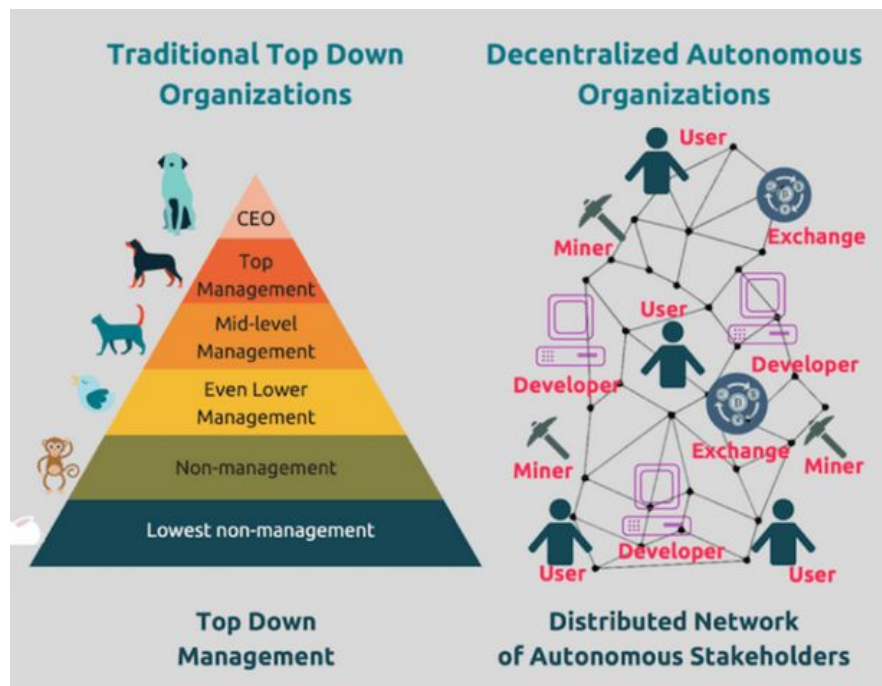 Traditional Top Down
Organizations
CEO
Top
Management
Mid-level
Management
Even Lower
Management
Non-management
Lowest non-management
Top Down
Management
Decentralized Autonomous
Organizations
User
Exchange
Miner
User
Developer
Developer
Exchange
Miner
Miner
Developer
User
User
Distributed Network
of Autonomous Stakeholders